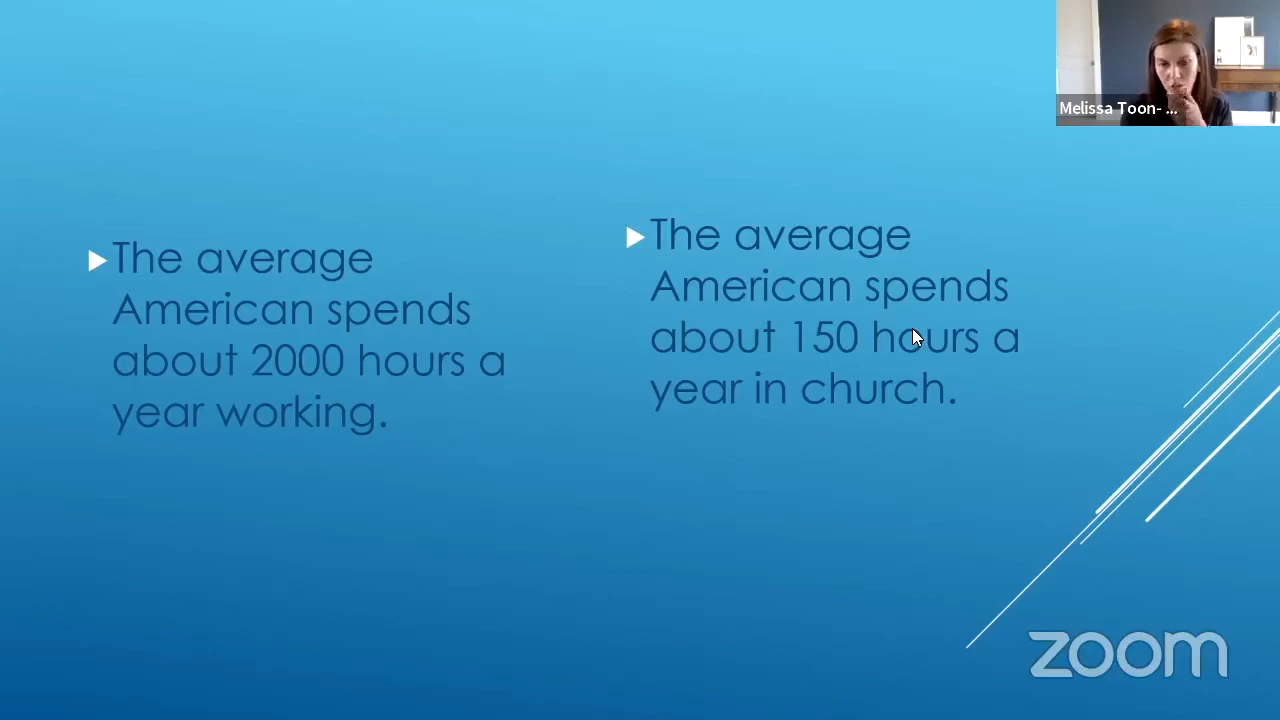 Melissa Toon- ...
The average
American spends
about 2000 hours a
year working.
The average
American spends
about 150 hours a
year in church.
zoom